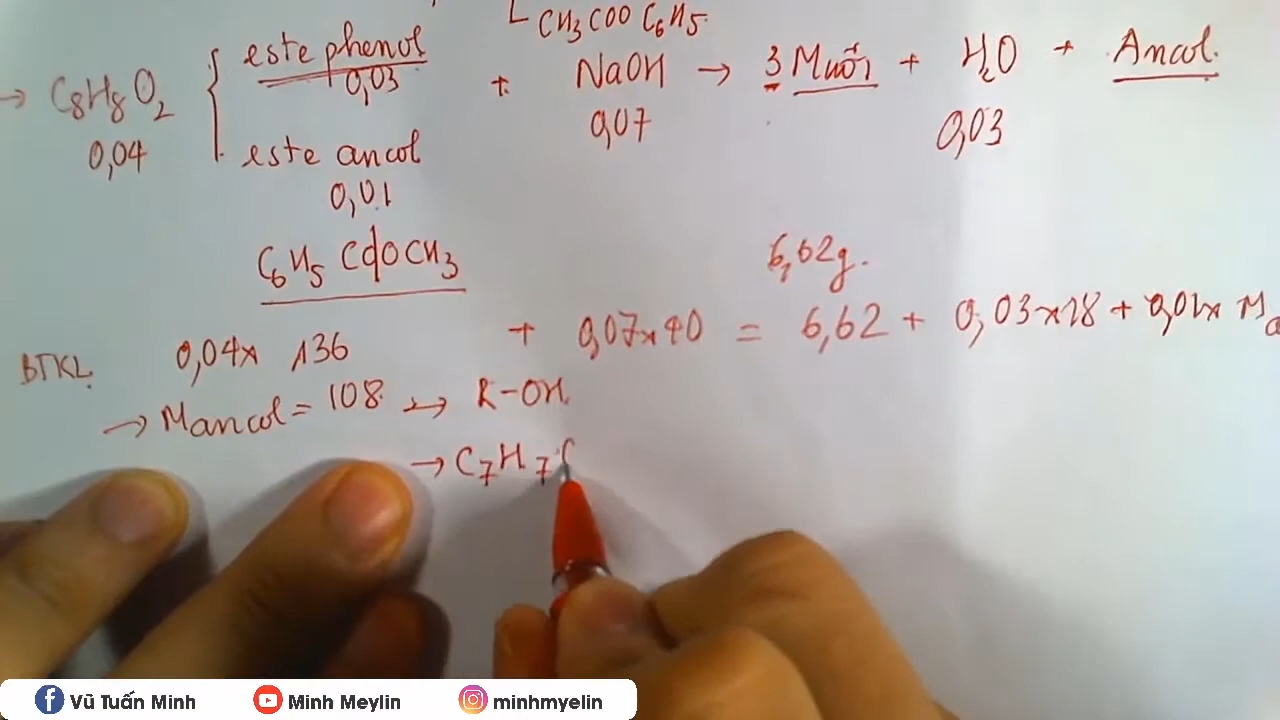 CH3COOC6H5.
este phenol
→ C8H8O2 + NaOH → 3 Muối + H2O + Ancol.
0,03
0,04 0,07 0,03
este ancol
0,01
C6H5COOCH3
6,62g.
BTKL 0,04x 136 + 0,07x40 = 6,62 + 0,03x18 + 0,01x M
→ Mancol = 108 → R-OH
→ C7H7
Vũ Tuấn Minh Minh Meylin minhmyelin